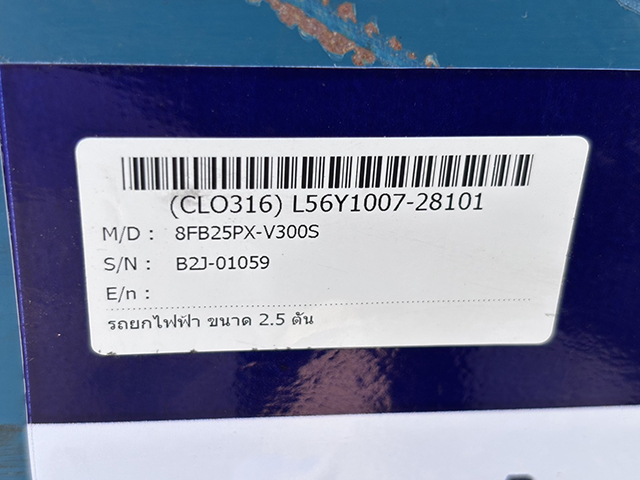 (CLO316) L56Y1007-28101
M/D : 8FB25PX-V300S
S/N : B2J-01059
E/n :
รถยกไฟฟ้า ขนาด 2.5 ตัน